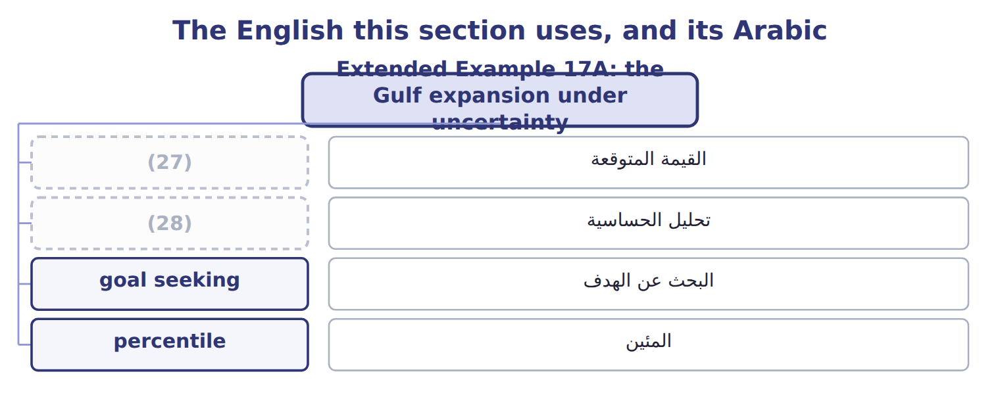 The English this section uses, and its Arabic
Extended Example 17A: the
Gulf expansion under
uncertainty
(27)
القيمة المتوقعة
(28)
تحليل الحساسية
goal seeking
البحث عن الهدف
percentile
المئين